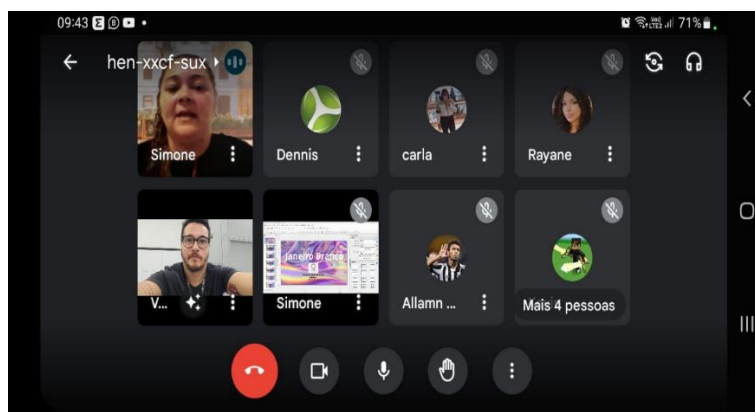 09:43
71%
hen-xxcf-sux
Simone
Dennis
carla
Rayane
Janeiro Branco
V...
Simone
Allamn ...
Mais 4 pessoas